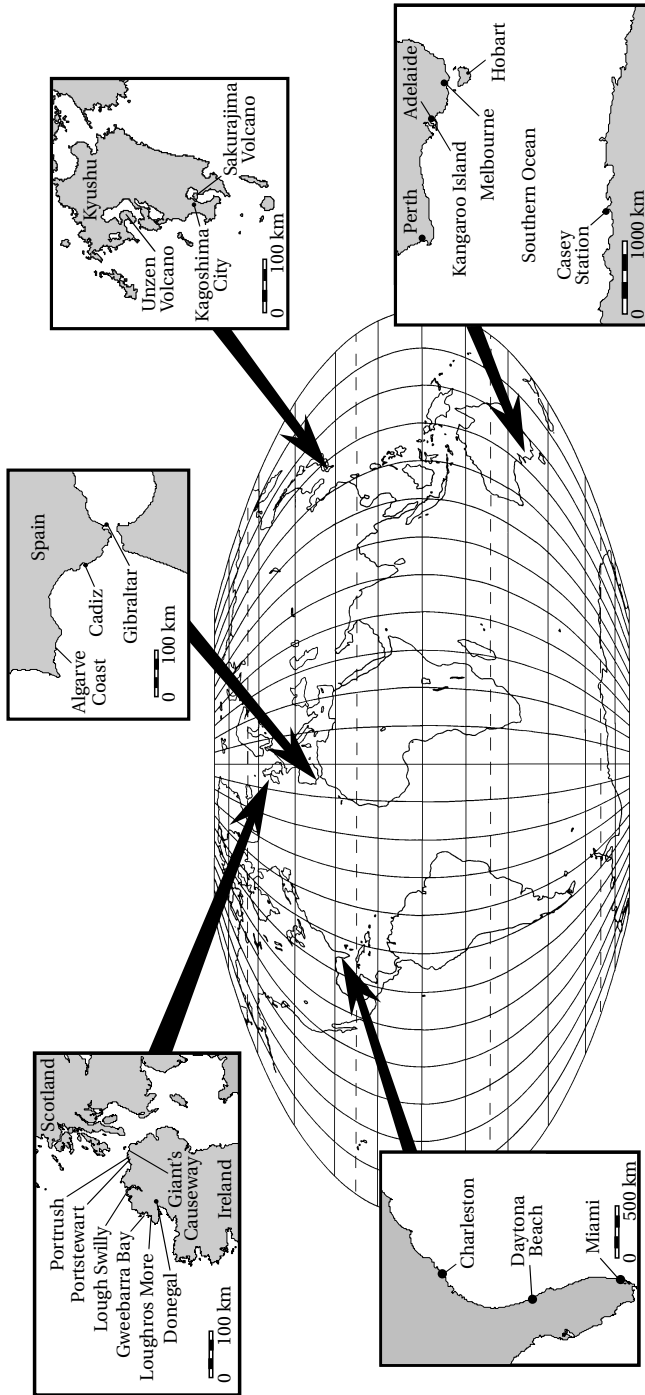 Scotland
Portrush
Portstewart
Lough Swilly
Gweebarra Bay
Loughros More
Donegal
Giant's
Causeway
Ireland
0 100 km
Spain
Algarve
Coast
Cadiz
Gibraltar
0 100 km
Kyushu
Unzen
Volcano
Kagoshima
City
Sakurajima
Volcano
0 100 km
Charleston
Daytona
Beach
Miami
0 500 km
Perth
Adelaide
Kangaroo Island
Melbourne
Hobart
Southern Ocean
Casey
Station
0 1000 km